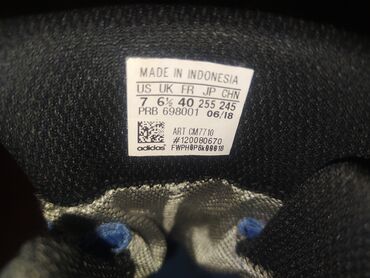 MADE IN INDONESIA
US UK FR JP CHN
7 6½ 40 255 245
PRB 698001 06/18
ART CM7710
#120080670
adidas